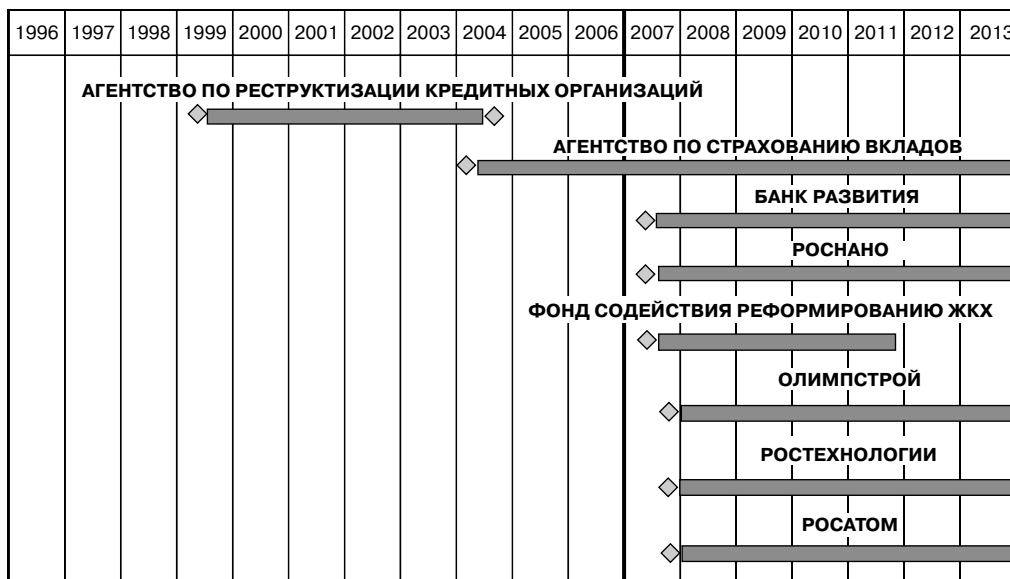 1996 1997 1998 1999 2000 2001 2002 2003 2004 2005 2006 2007 2008 2009 2010 2011 2012 2013
АГЕНТСТВО ПО РЕСТРУКТИЗАЦИИ КРЕДИТНЫХ ОРГАНИЗАЦИЙ
АГЕНТСТВО ПО СТРАХОВАНИЮ ВКЛАДОВ
БАНК РАЗВИТИЯ
РОСНАНО
ФОНД СОДЕЙСТВИЯ РЕФОРМИРОВАНИЮ ЖКХ
ОЛИМПСТРОЙ
РОСТЕХНОЛОГИИ
РОСАТОМ